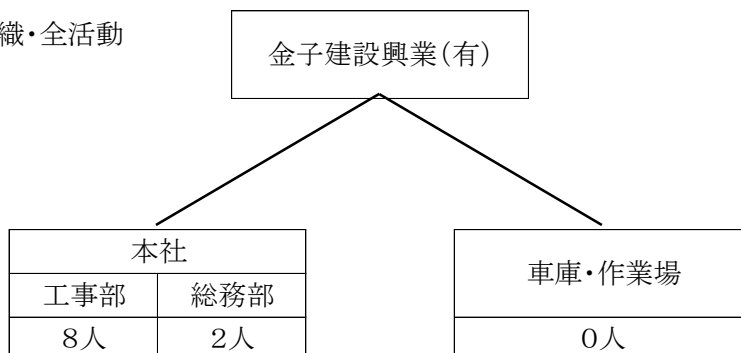 織・全活動
金子建設興業(有)
本社
工事部 総務部
8人 2人
車庫・作業場
0人